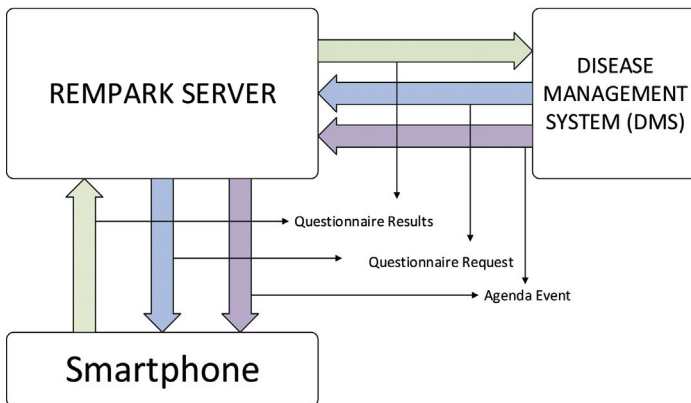 REMPARK SERVER
DISEASE
MANAGEMENT
SYSTEM (DMS)
Questionnaire Results
Questionnaire Request
Agenda Event
Smartphone